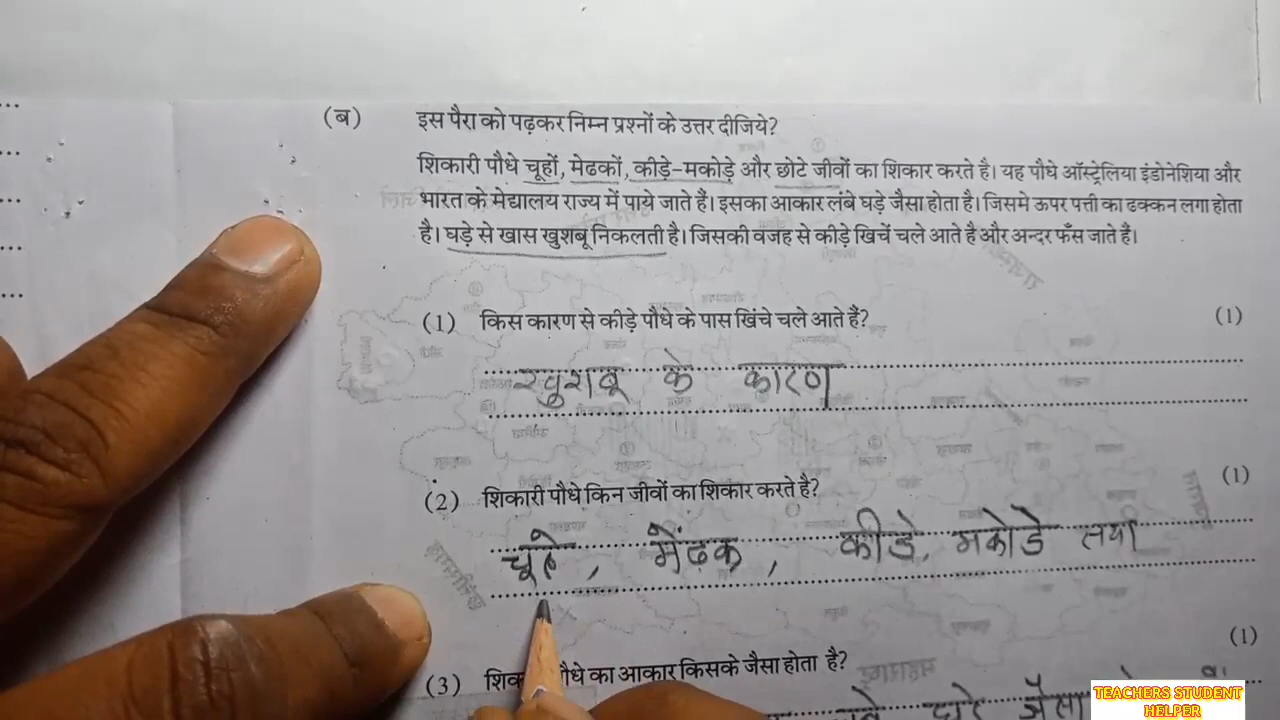 (ब) इस पैरा को पढ़कर निम्न प्रश्नों के उत्तर दीजिये?
शिकारी पौधे चूहों, मेढकों, कीड़े-मकोड़े और छोटे जीवों का शिकार करते है। यह पौधे ऑस्ट्रेलिया इंडोनेशिया और
भारत के मेद्यालय राज्य में पाये जाते हैं। इसका आकार लंबे घड़े जैसा होता है। जिसमे ऊपर पत्ती का ढक्कन लगा होता
है। घड़े से खास खुशबू निकलती है। जिसकी वजह से कीड़े खिचें चले आते है और अन्दर फँस जाते हैं।
(1) किस कारण से कीड़े पौधे के पास खिंचे चले आते हैं? (1)
खुशबू के कारण
(2) शिकारी पौधे किन जीवों का शिकार करते है? (1)
चूहे, मेंढक, कीडे, मकोडे तथा
(3) पौधे का आकार किसके जैसा होता है? (1)
जैसा
TEACHERS STUDENT
HELPER